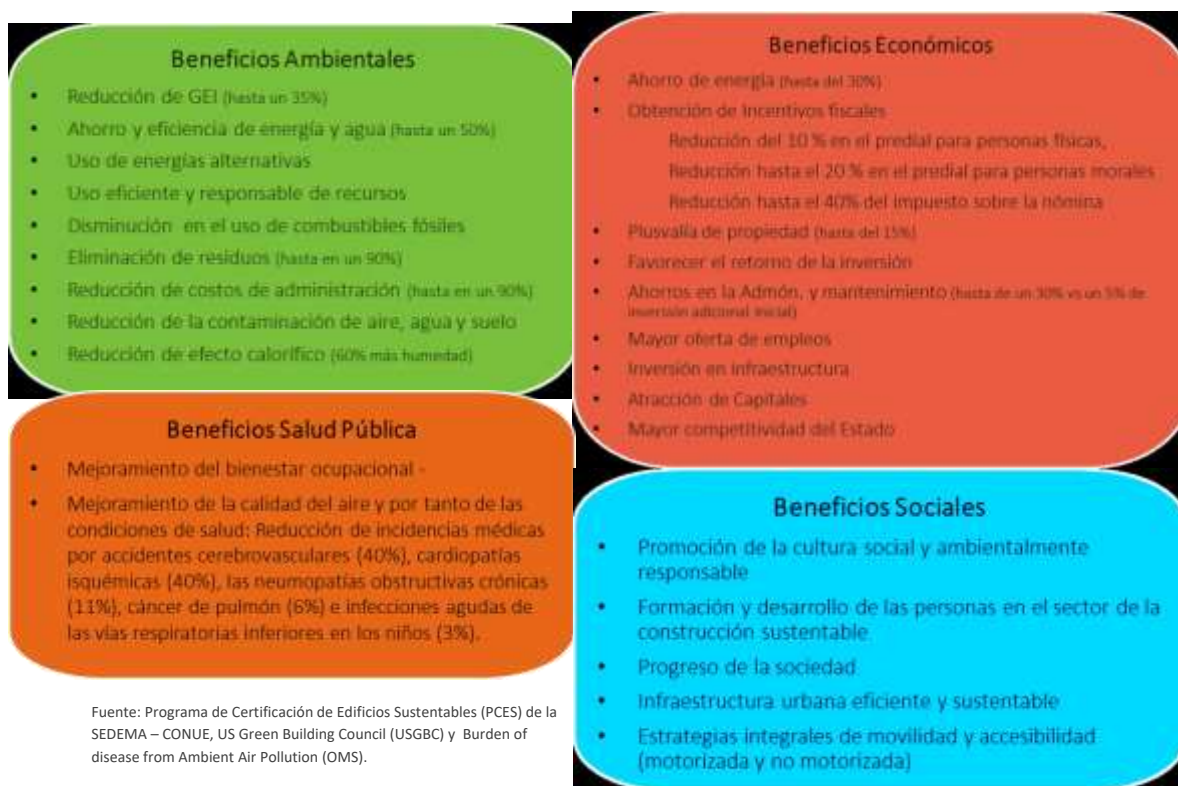 Beneficios Ambientales
• Reducción de GEI (hasta un 35%)
• Ahorro y eficiencia de energía y agua (hasta un 50%)
• Uso de energías alternativas
• Uso eficiente y responsable de recursos
• Disminución en el uso de combustibles fósiles
• Eliminación de residuos (hasta en un 90%)
• Reducción de costos de administración (hasta en un 90%)
• Reducción de la contaminación de aire, agua y suelo
• Reducción de efecto calorífico (60% más humedad)
Beneficios Económicos
• Ahorro de energía (hasta del 30%)
• Obtención de Incentivos fiscales
Reducción del 10 % en el predial para personas físicas,
Reducción hasta el 20 % en el predial para personas morales
Reducción hasta el 40% del impuesto sobre la nómina
• Plusvalía de propiedad (hasta del 15%)
• Favorecer el retorno de la inversión
• Ahorros en la Admón, y mantenimiento (hasta de un 30% vs un 5% de
inversión adicional inicial)
• Mayor oferta de empleos
• Inversión en infraestructura
• Atracción de Capitales
• Mayor competitividad del Estado
Beneficios Salud Pública
• Mejoramiento del bienestar ocupacional -
• Mejoramiento de la calidad del aire y por tanto de las
condiciones de salud: Reducción de incidencias médicas
por accidentes cerebrovasculares (40%), cardiopatías
isquémicas (40%), las neumopatías obstructivas crónicas
(11%), cáncer de pulmón (6%) e infecciones agudas de
las vías respiratorias inferiores en los niños (3%).
Beneficios Sociales
• Promoción de la cultura social y ambientalmente
responsable
• Formación y desarrollo de las personas en el sector de la
construcción sustentable
• Progreso de la sociedad
• Infraestructura urbana eficiente y sustentable
• Estrategias integrales de movilidad y accesibilidad
(motorizada y no motorizada)
Fuente: Programa de Certificación de Edificios Sustentables (PCES) de la
SEDEMA – CONUE, US Green Building Council (USGBC) y Burden of
disease from Ambient Air Pollution (OMS).